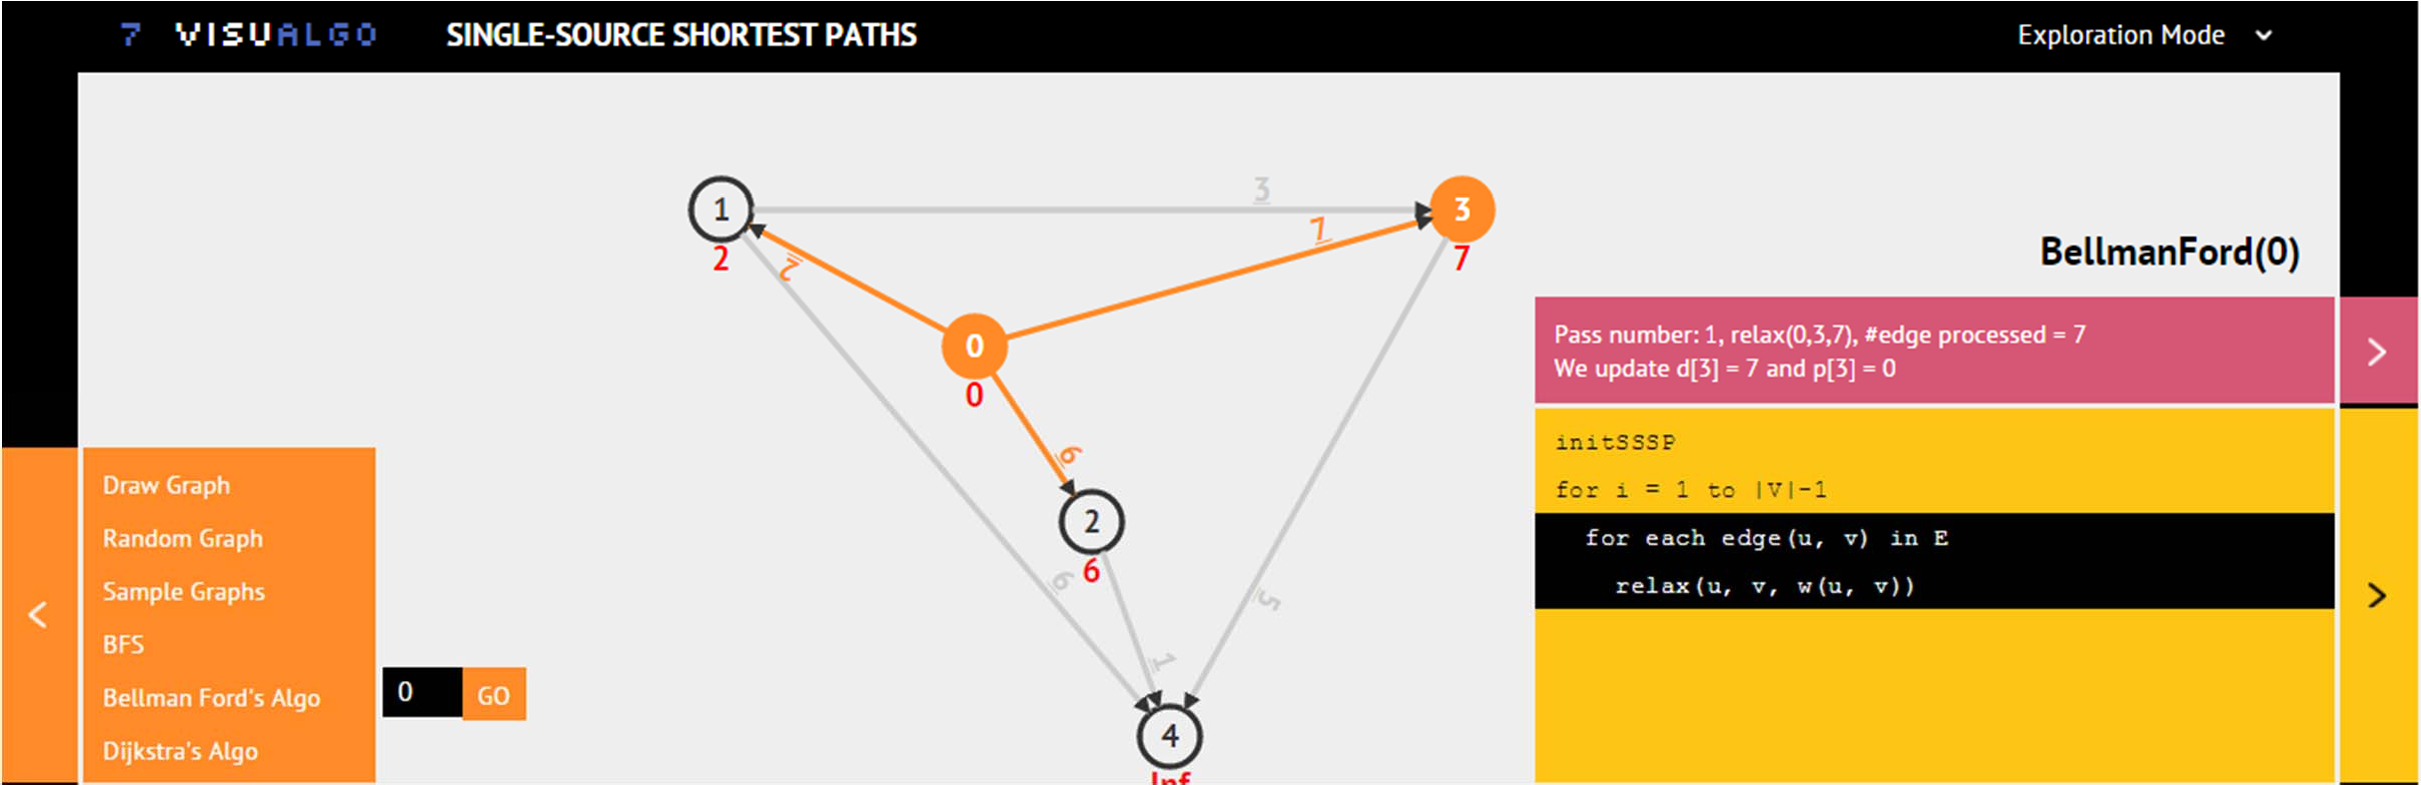 7 VISUALGO SINGLE-SOURCE SHORTEST PATHS Exploration Mode
1
2
3
3
7
7
2
0
0
6
2
6
6
1
5
4
Inf
BellmanFord(0)
Pass number: 1, relax(0,3,7), #edge processed = 7
We update d[3] = 7 and p[3] = 0
initSSSP
for i = 1 to |V|-1
for each edge(u, v) in E
relax(u, v, w(u, v))
Draw Graph
Random Graph
Sample Graphs
BFS
Bellman Ford's Algo
0 GO
Dijkstra's Algo